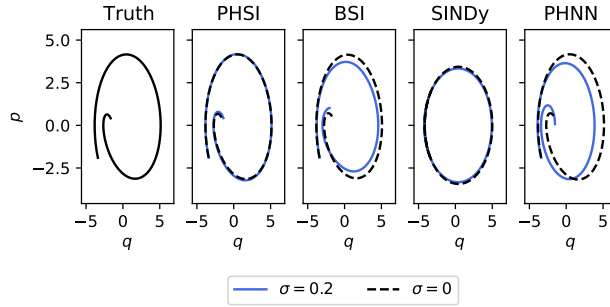 Truth PHSI BSI SINDy PHNN
5.0
2.5
0.0
−2.5
p
−5 0 5 −5 0 5 −5 0 5 −5 0 5 −5 0 5
q q q q q
σ = 0.2 σ = 0